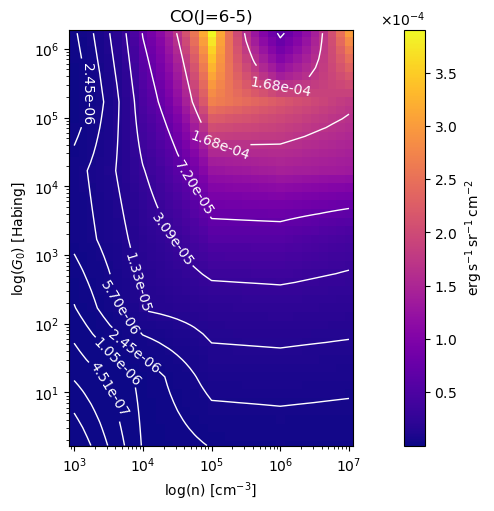 CO(J=6-5)
×10⁻⁴
10⁶
10⁵
10⁴
10³
10²
10¹
log(G₀) [Habing]
2.45e-06
1.68e-04
1.68e-04
7.20e-05
3.09e-05
1.33e-05
5.70e-06
2.45e-06
1.05e-06
4.51e-07
10³
10⁴
10⁵
10⁶
10⁷
log(n) [cm⁻³]
3.5
3.0
2.5
2.0
1.5
1.0
0.5
erg s⁻¹ sr⁻¹ cm⁻²